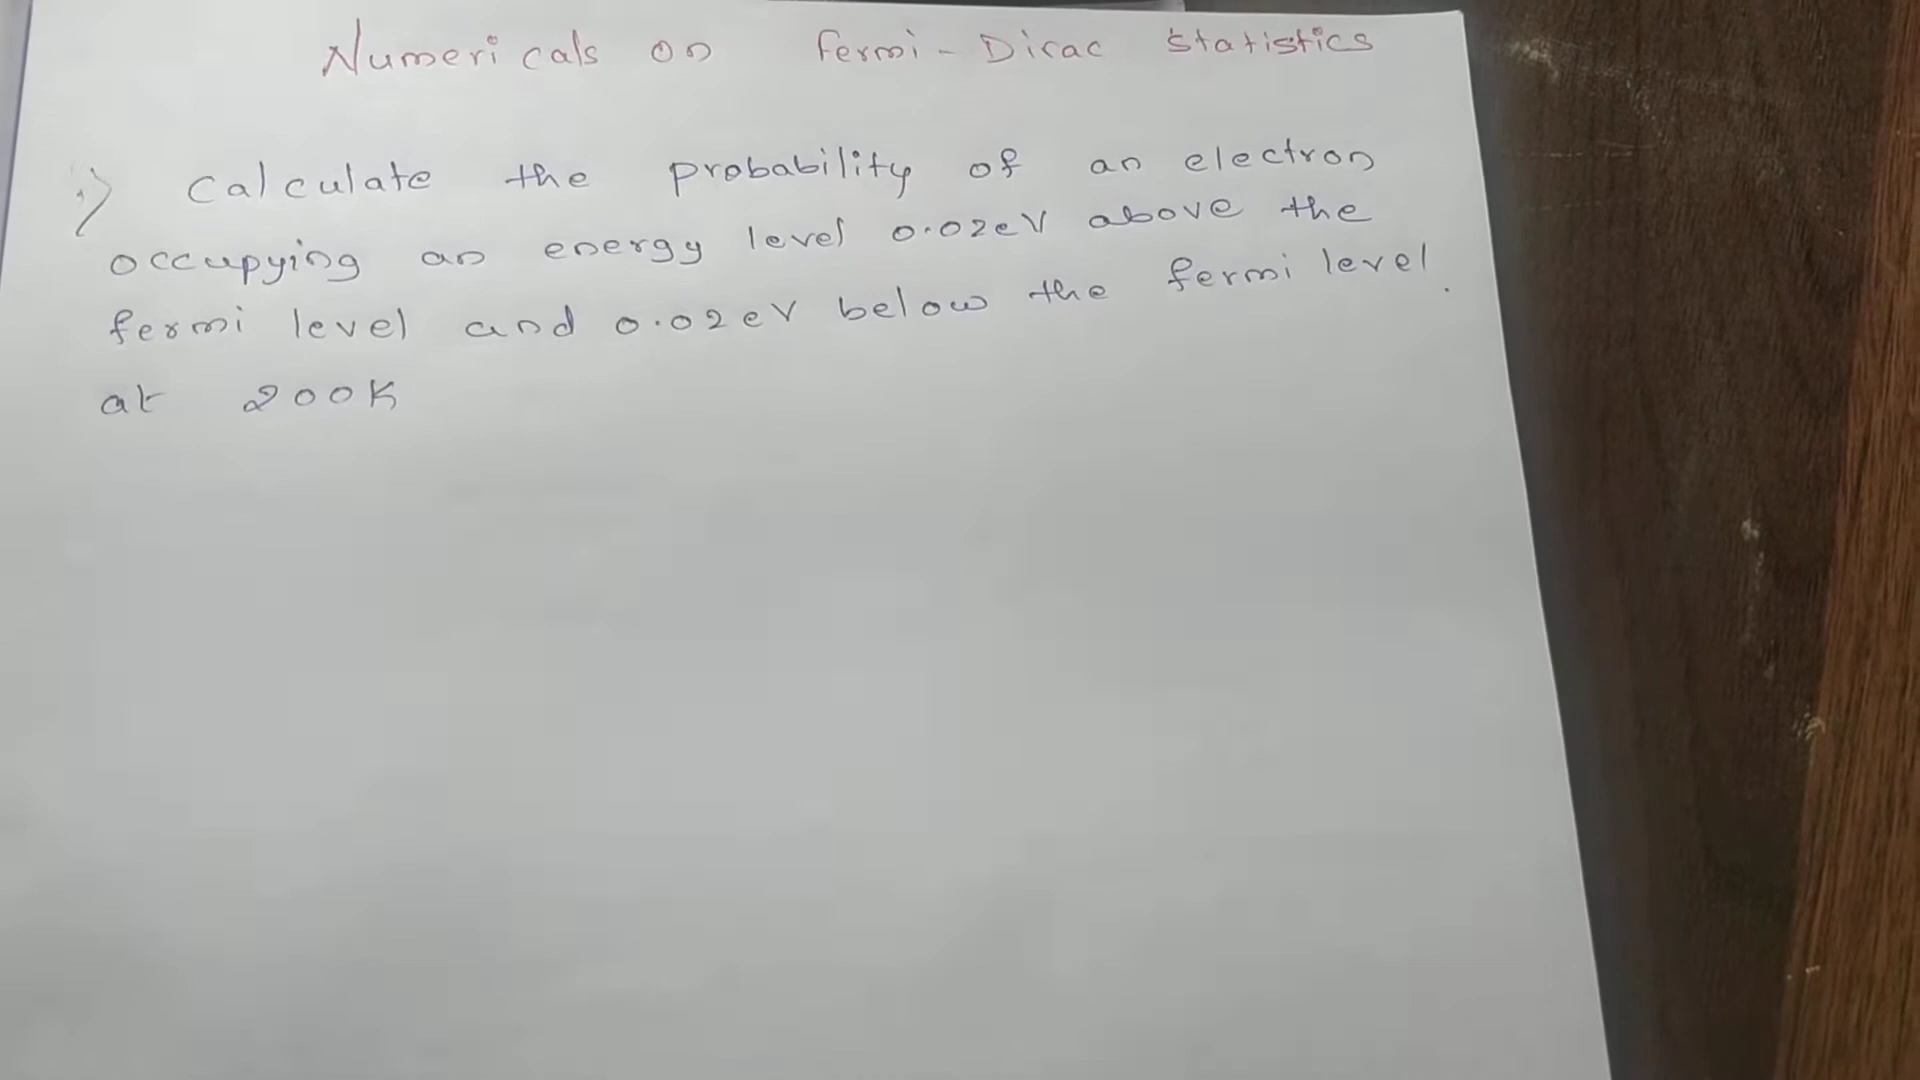 Numericals on fermi-Dirac statistics
1) Calculate the probability of an electron
occupying an energy level 0.02eV above the
fermi level and 0.02eV below the fermi level.
at 200K